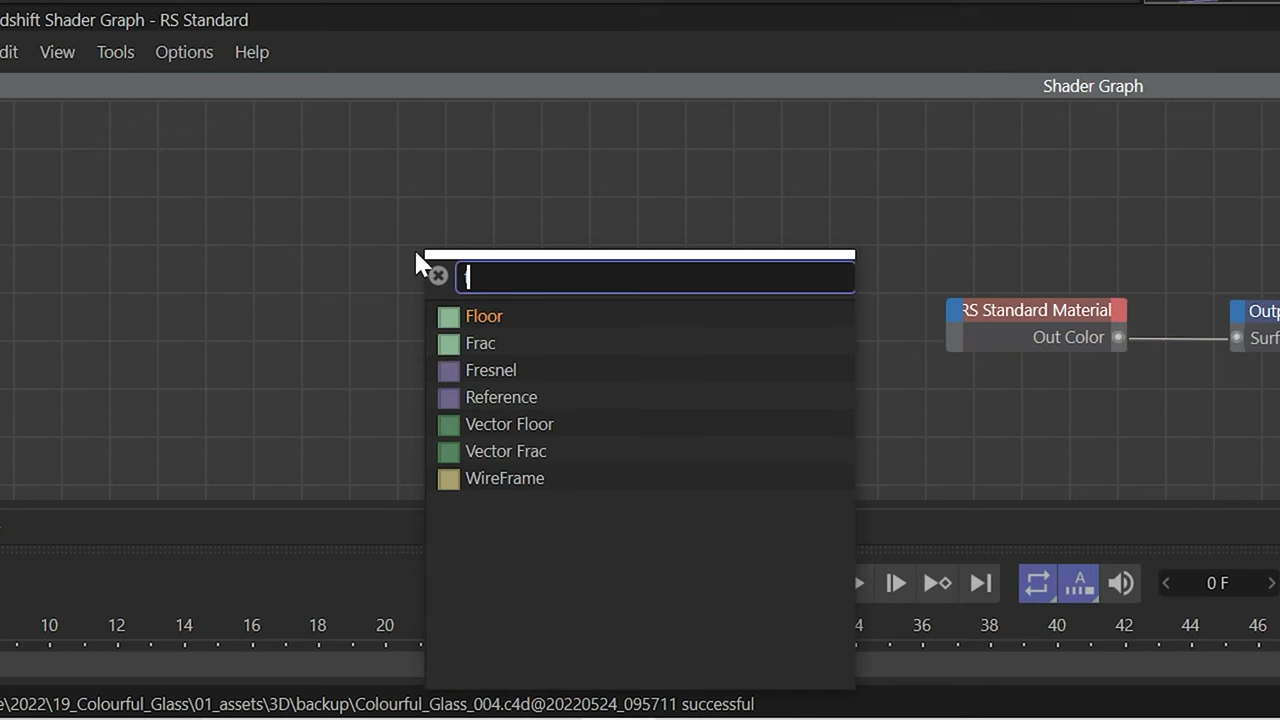 dshift Shader Graph - RS Standard
dit View Tools Options Help
Shader Graph
f
Floor
Frac
Fresnel
Reference
Vector Floor
Vector Frac
WireFrame
RS Standard Material
Out Color
Outp
Surf
0 F
10 12 14 16 18 20 4 36 38 40 42 44 46
e\2022\19_Colourful_Glass\01_assets\3D\backup\Colourful_Glass_004.c4d@20220524_095711 successful